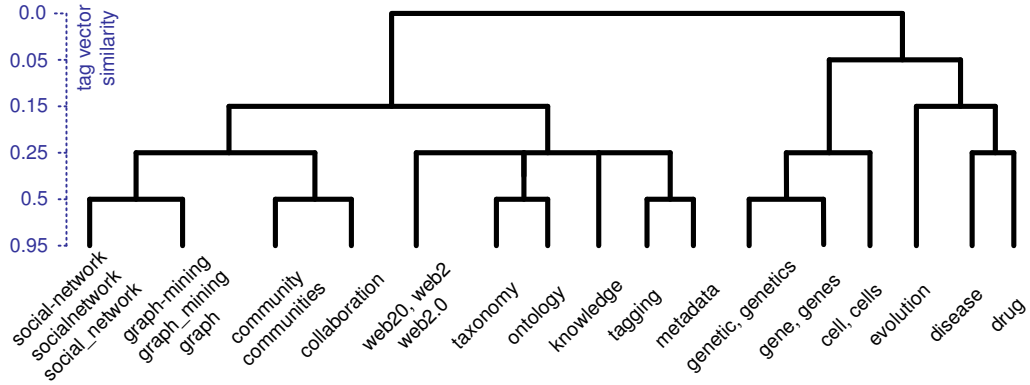 0.0
0.05
0.15
0.25
0.5
0.95
tag vector
similarity
social-network
socialnetwork
social_network
graph-mining
graph_mining
graph
community
communities
collaboration
web20, web2
web2.0
taxonomy
ontology
knowledge
tagging
metadata
genetic, genetics
gene, genes
cell, cells
evolution
disease
drug